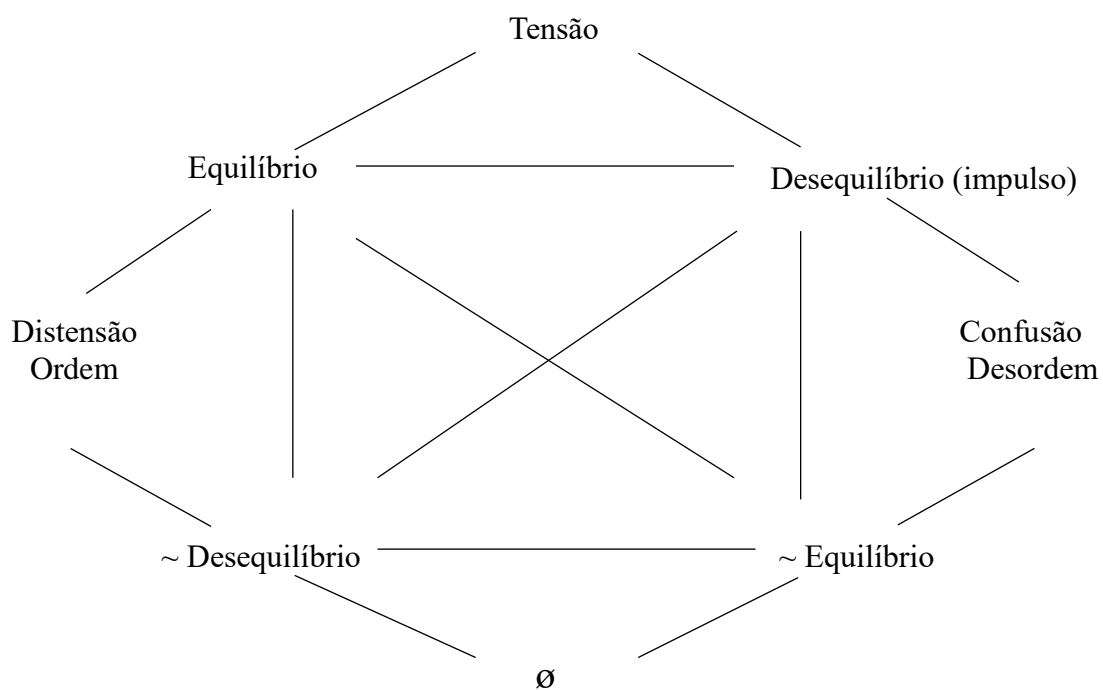 Tensão
Equilíbrio
Desequilíbrio (impulso)
Distensão
Ordem
Confusão
Desordem
~ Desequilíbrio
~ Equilíbrio
ø